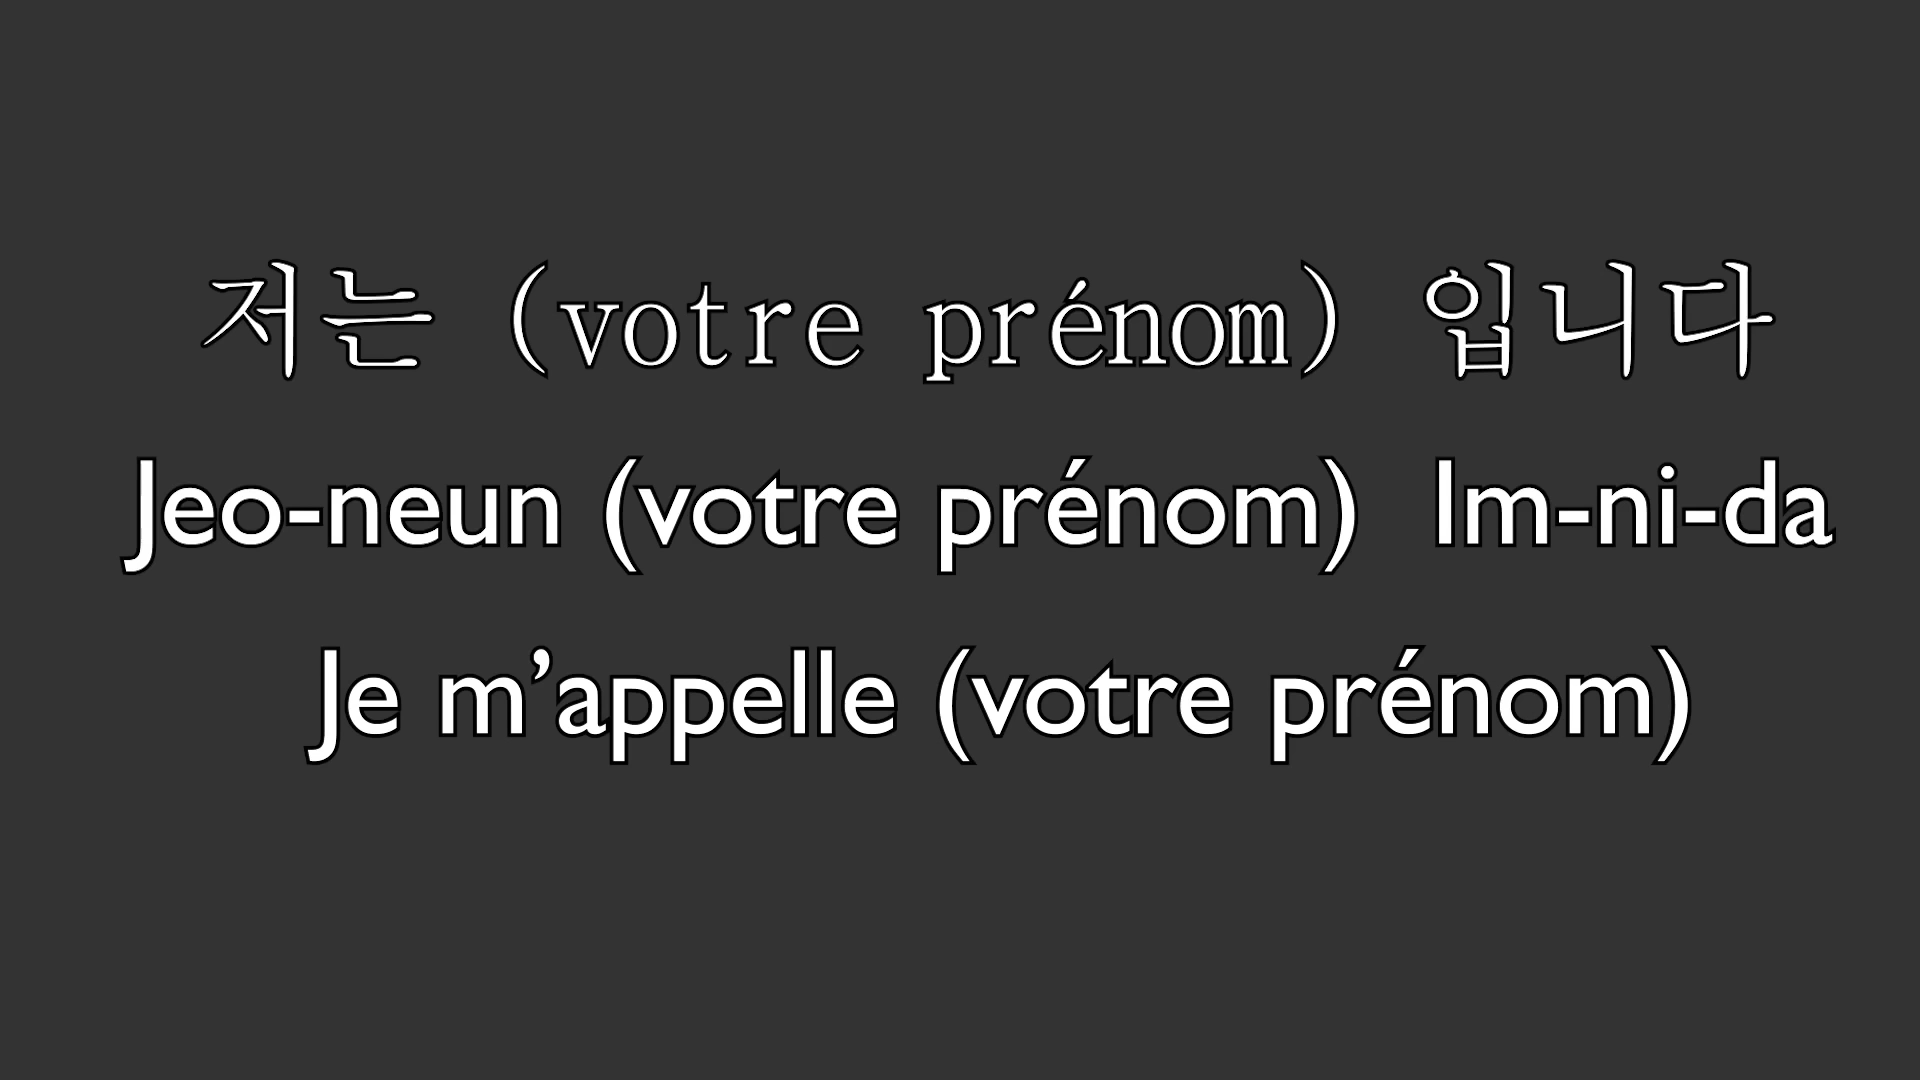 저는 (votre prénom) 입니다
Jeo-neun (votre prénom) Im-ni-da
Je m’appelle (votre prénom)